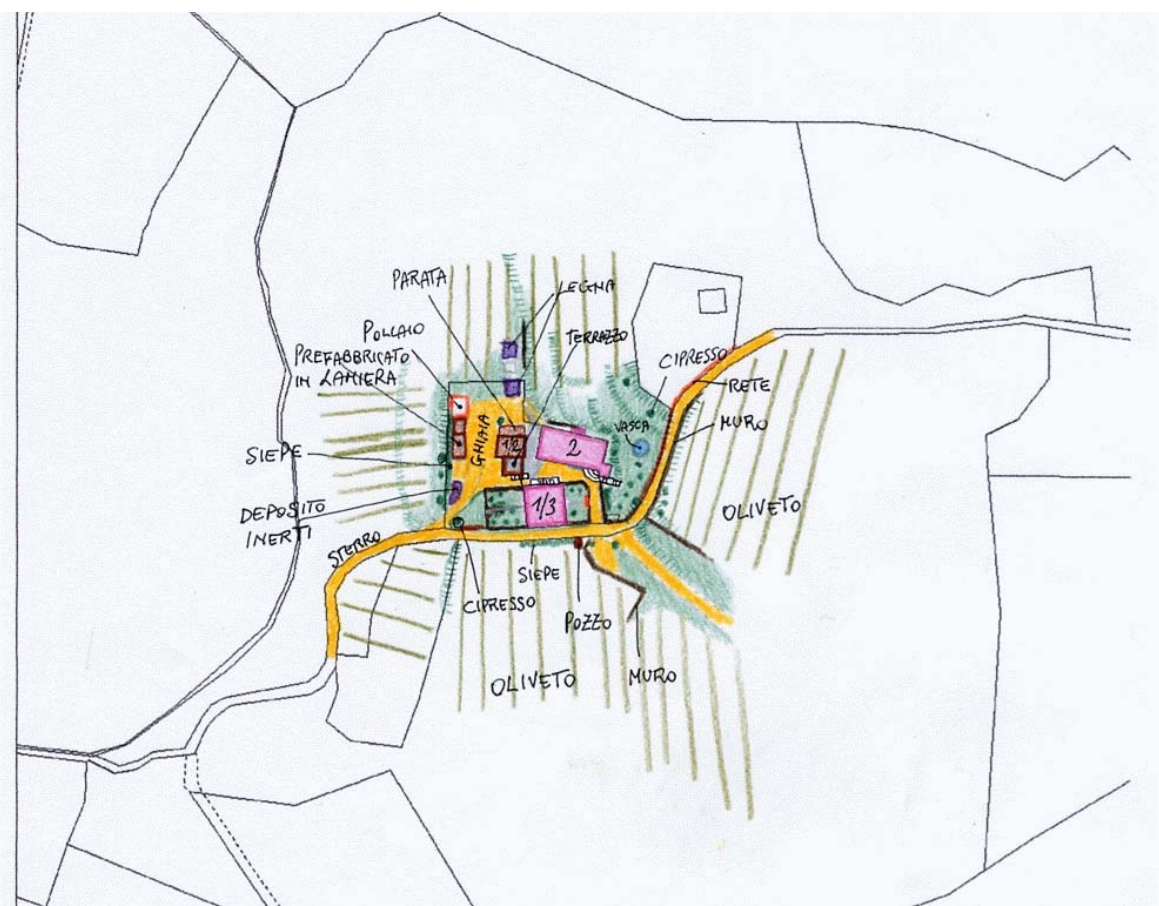 PARATA
LEGNA
POLLAIO
TERRAZZO
PREFABBRICATO
IN LAMIERA
CIPRESSO
RETE
GHIAIA
VASCA
MURO
1/2
2
SIEPE
1/3
DEPOSITO
INERTI
OLIVETO
STERRO
SIEPE
CIPRESSO
POZZO
OLIVETO
MURO